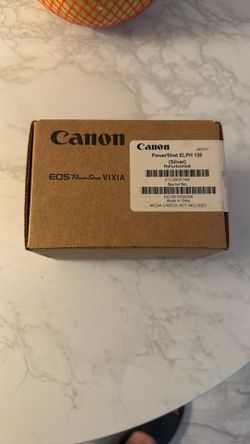 Canon
EOS PowerShot VIXIA
Canon
PowerShot ELPH 135
(Silver)
Refurbished
Serial No.
Made in China
MEDIA CARD(S) NOT INCLUDED